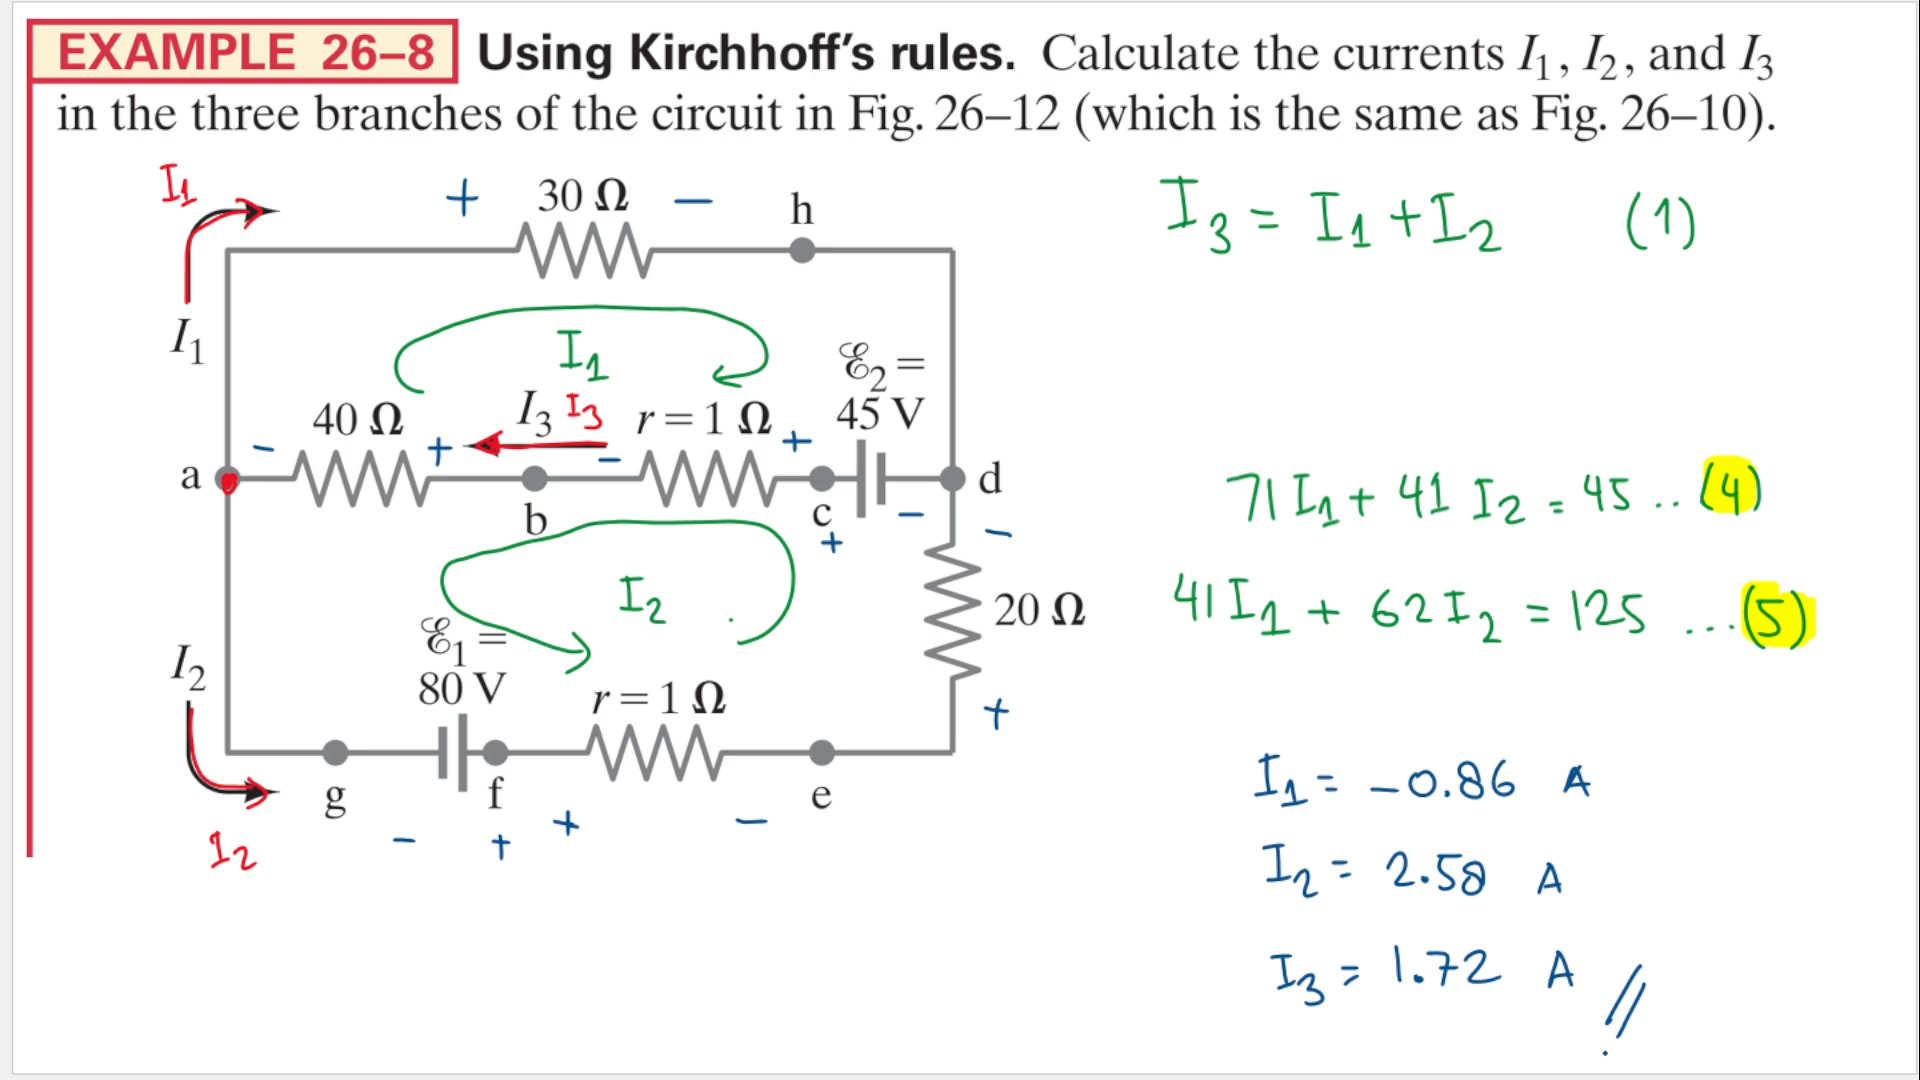 EXAMPLE 26–8 Using Kirchhoff's rules. Calculate the currents I₁, I₂, and I₃
in the three branches of the circuit in Fig. 26–12 (which is the same as Fig. 26–10).
I₁
+ 30 Ω − h
I₃ = I₁ + I₂ (1)
I₁
I₁
ℰ₂ =
45 V
40 Ω
I₃ I₃
r = 1 Ω
− + − +
a
b
c
d
+ − −
71 I₁ + 41 I₂ = 45 .. (4)
I₂
20 Ω
41 I₁ + 62 I₂ = 125 ... (5)
ℰ₁ =
80 V
I₂
r = 1 Ω
+
g
f
e
− + + −
I₂
I₁ = −0.86 A
I₂ = 2.58 A
I₃ = 1.72 A //